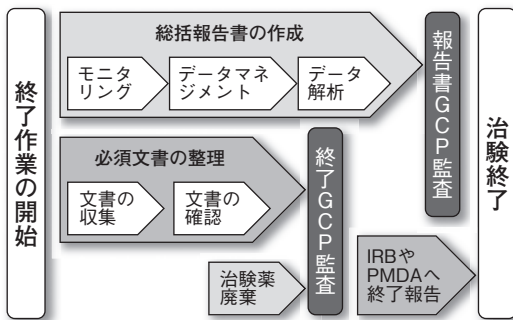 終了作業の開始
総括報告書の作成
モニタ
リング
データマネ
ジメント
データ
解析
報告書GCP監査
必須文書の整理
文書の
収集
文書の
確認
終了GCP監査
治験薬
廃棄
IRBや
PMDAへ
終了報告
治験終了